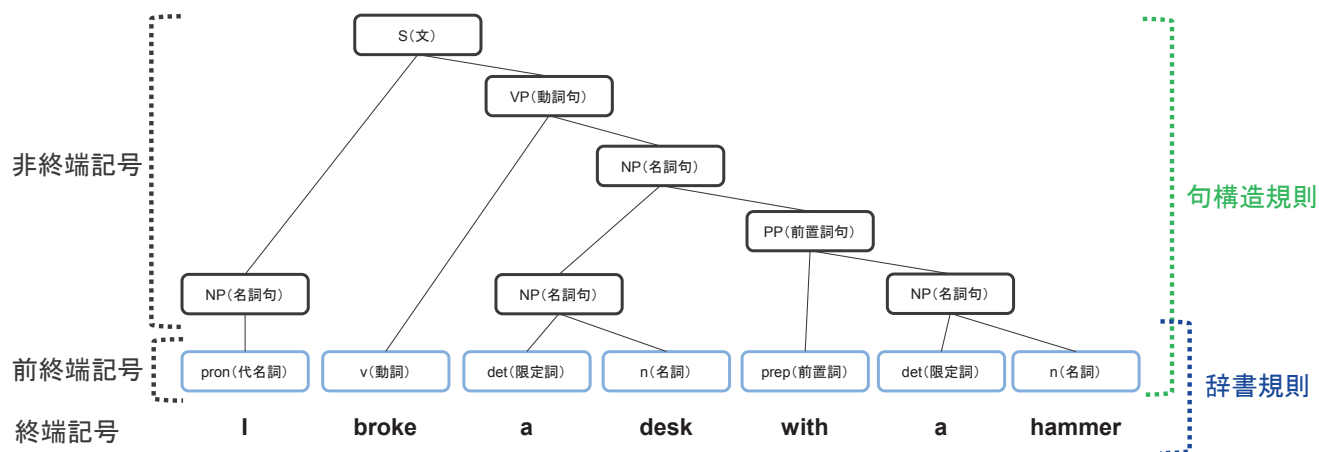 S(文)
VP(動詞句)
非終端記号
NP(名詞句)
句構造規則
PP(前置詞句)
NP(名詞句)
NP(名詞句)
NP(名詞句)
前終端記号
pron(代名詞)
v(動詞)
det(限定詞)
n(名詞)
prep(前置詞)
det(限定詞)
n(名詞)
辞書規則
終端記号
I broke a desk with a hammer